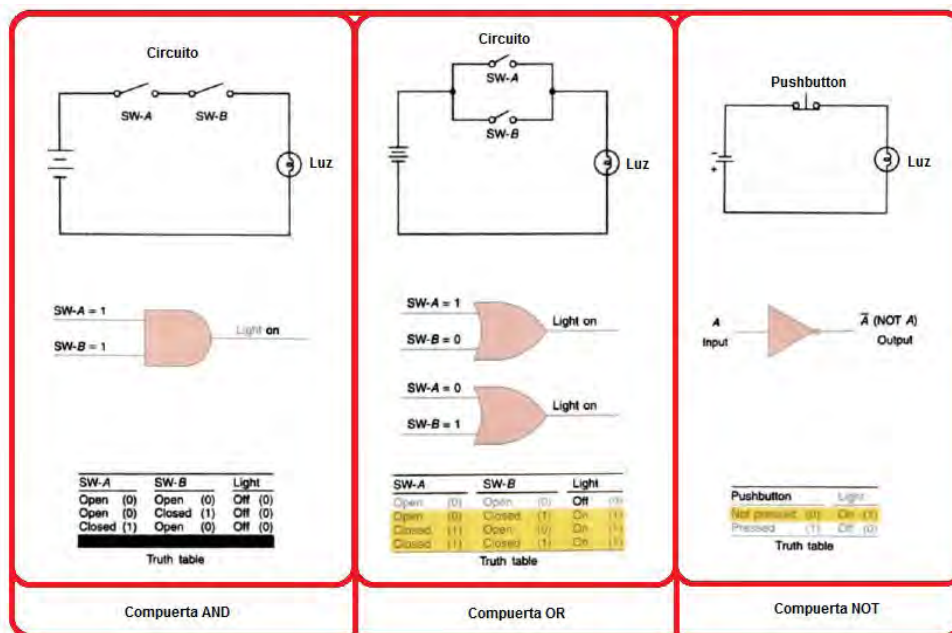 Circuito
SW-A SW-B
Luz
SW-A = 1
SW-B = 1
Light on
SW-A SW-B Light
Open (0) Open (0) Off (0)
Open (0) Closed (1) Off (0)
Closed (1) Open (0) Off (0)
Truth table
Compuerta AND
Circuito
SW-A
SW-B
Luz
SW-A = 1
Light on
SW-B = 0
SW-A = 0
Light on
SW-B = 1
SW-A SW-B Light
Open (0) Open (0) Off (0)
Open (0) Closed (1) On (1)
Closed (1) Open (0) On (1)
Closed (1) Closed (1) On (1)
Truth table
Compuerta OR
Pushbutton
−
+
Luz
A
Input
A̅ (NOT A)
Output
Pushbutton Light
Not pressed (0) On (1)
Pressed (1) Off (0)
Truth table
Compuerta NOT